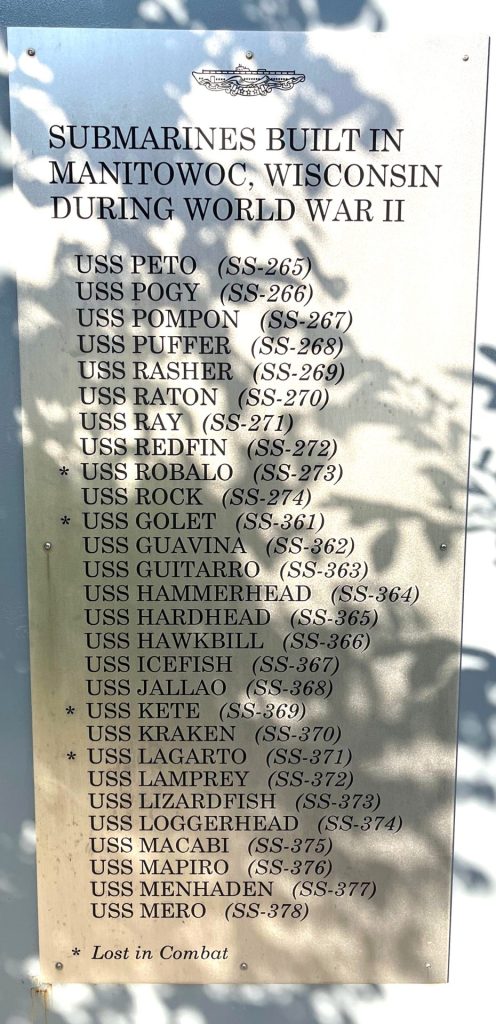 SUBMARINES BUILT IN
MANITOWOC, WISCONSIN
DURING WORLD WAR II
USS PETO (SS-265)
USS POGY (SS-266)
USS POMPON (SS-267)
USS PUFFER (SS-268)
USS RASHER (SS-269)
USS RATON (SS-270)
USS RAY (SS-271)
USS REDFIN (SS-272)
* USS ROBALO (SS-273)
USS ROCK (SS-274)
* USS GOLET (SS-361)
USS GUAVINA (SS-362)
USS GUITARRO (SS-363)
USS HAMMERHEAD (SS-364)
USS HARDHEAD (SS-365)
USS HAWKBILL (SS-366)
USS ICEFISH (SS-367)
USS JALLAO (SS-368)
* USS KETE (SS-369)
USS KRAKEN (SS-370)
* USS LAGARTO (SS-371)
USS LAMPREY (SS-372)
USS LIZARDFISH (SS-373)
USS LOGGERHEAD (SS-374)
USS MACABI (SS-375)
USS MAPIRO (SS-376)
USS MENHADEN (SS-377)
USS MERO (SS-378)
* Lost in Combat